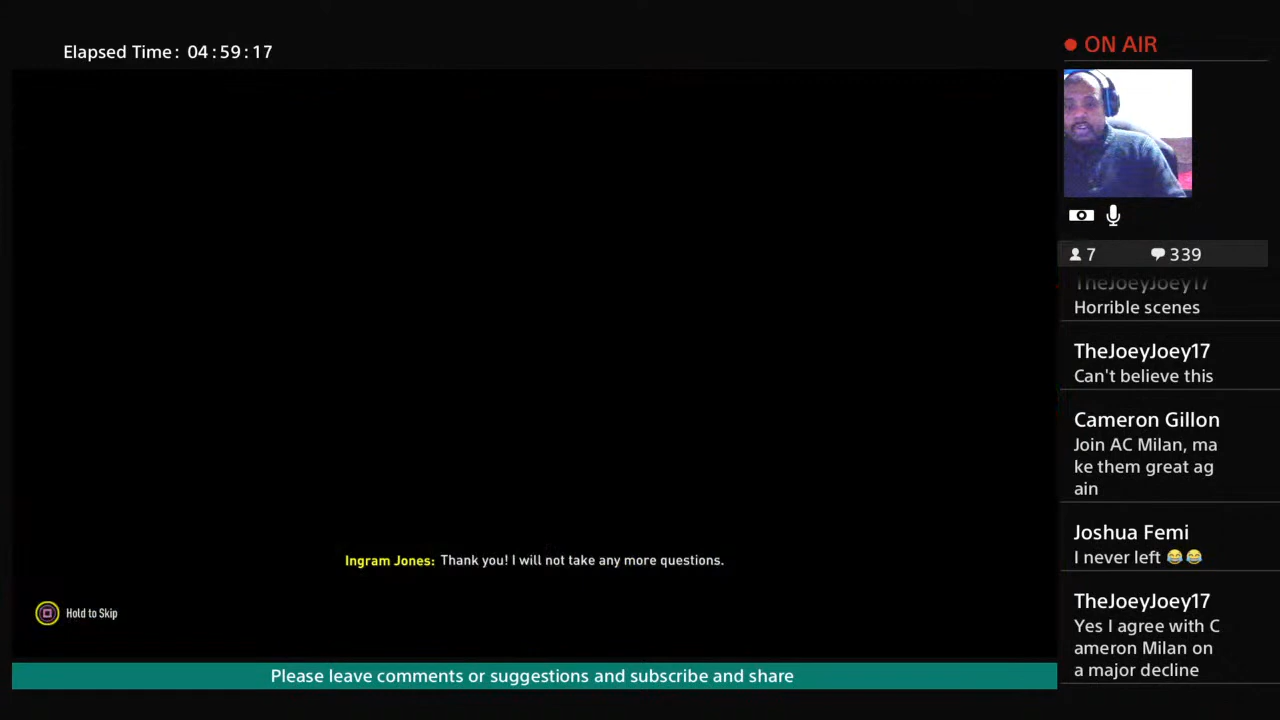 Elapsed Time: 04:59:17
ON AIR
7 339
TheJoeyJoey17
Horrible scenes
TheJoeyJoey17
Can't believe this
Cameron Gillon
Join AC Milan, ma
ke them great ag
ain
Joshua Femi
I never left 😂😂
TheJoeyJoey17
Yes I agree with C
ameron Milan on
a major decline
Ingram Jones: Thank you! I will not take any more questions.
Hold to Skip
Please leave comments or suggestions and subscribe and share